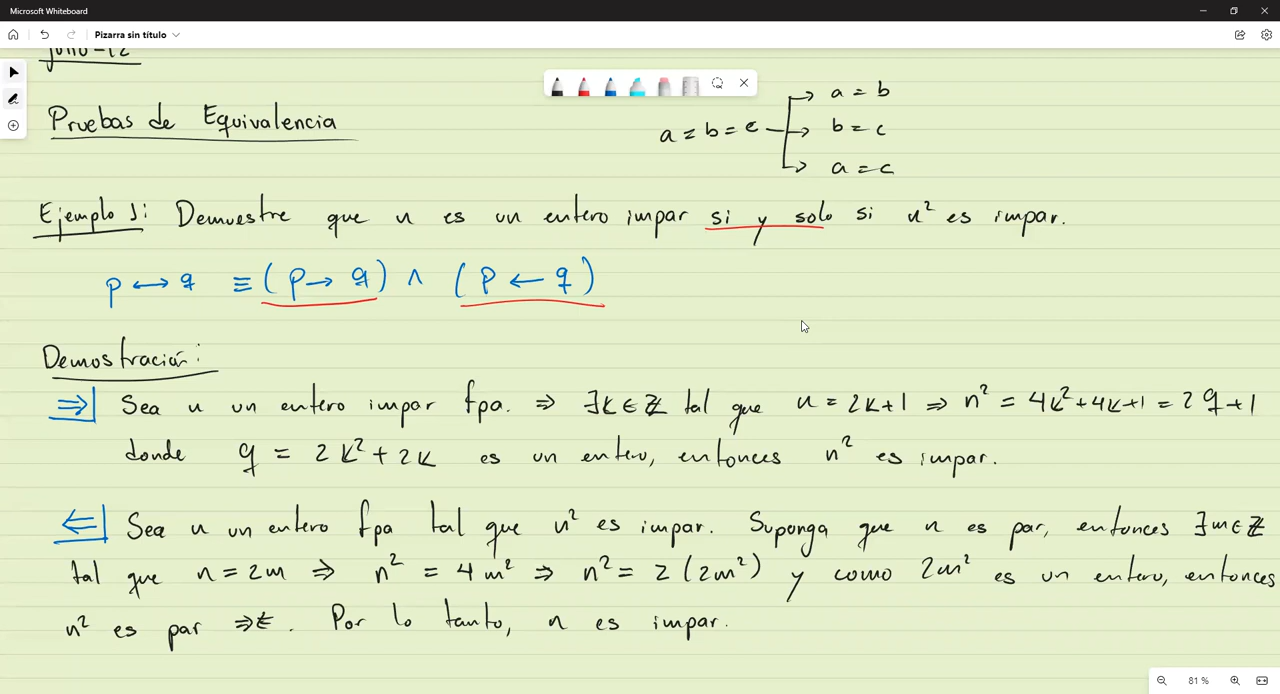 Microsoft Whiteboard
Pizarra sin título
julio-12
Pruebas de Equivalencia
a = b = c
a = b
b = c
a = c
Ejemplo 1: Demuestre que n es un entero impar si y solo si n² es impar.
p ↔ q ≡ (p → q) ∧ (p ← q)
Demostración:
⇒| Sea n un entero impar fpa. ⇒ ∃k∈ℤ tal que n = 2k+1 ⇒ n² = 4k²+4k+1 = 2q+1
donde q = 2k²+2k es un entero, entonces n² es impar.
⇐| Sea n un entero fpa tal que n² es impar. Suponga que n es par, entonces ∃m∈ℤ
tal que n = 2m ⇒ n² = 4m² ⇒ n² = 2(2m²) y como 2m² es un entero, entonces
n² es par ⇒⇐. Por lo tanto, n es impar.
81 %